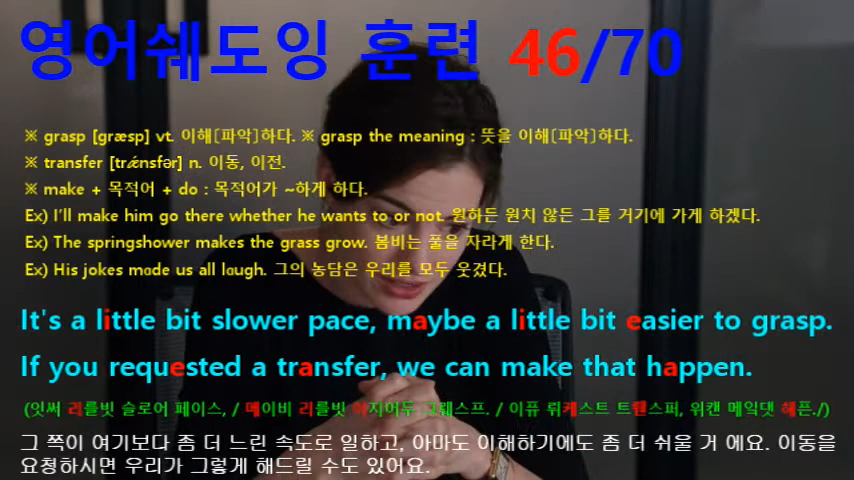 영어쉐도잉 훈련 46/70
※ grasp [græsp] vt. 이해〔파악〕하다. ※ grasp the meaning : 뜻을 이해〔파악〕하다.
※ transfer [trǽnsfər] n. 이동, 이전.
※ make + 목적어 + do : 목적어가 ~하게 하다.
Ex) I'll make him go there whether he wants to or not. 원하든 원치 않든 그를 거기에 가게 하겠다.
Ex) The springshower makes the grass grow. 봄비는 풀을 자라게 한다.
Ex) His jokes made us all laugh. 그의 농담은 우리를 모두 웃겼다.
It's a little bit slower pace, maybe a little bit easier to grasp.
If you requested a transfer, we can make that happen.
(잇써 리를빗 슬로어 페이스, / 메이비 리를빗 이지어두 그뤠스프. / 이퓨 뤼퀘스트 트뤤스퍼, 위캔 메잌댓 해픈./)
그 쪽이 여기보다 좀 더 느린 속도로 일하고, 아마도 이해하기에도 좀 더 쉬울 거 예요. 이동을
요청하시면 우리가 그렇게 해드릴 수도 있어요.